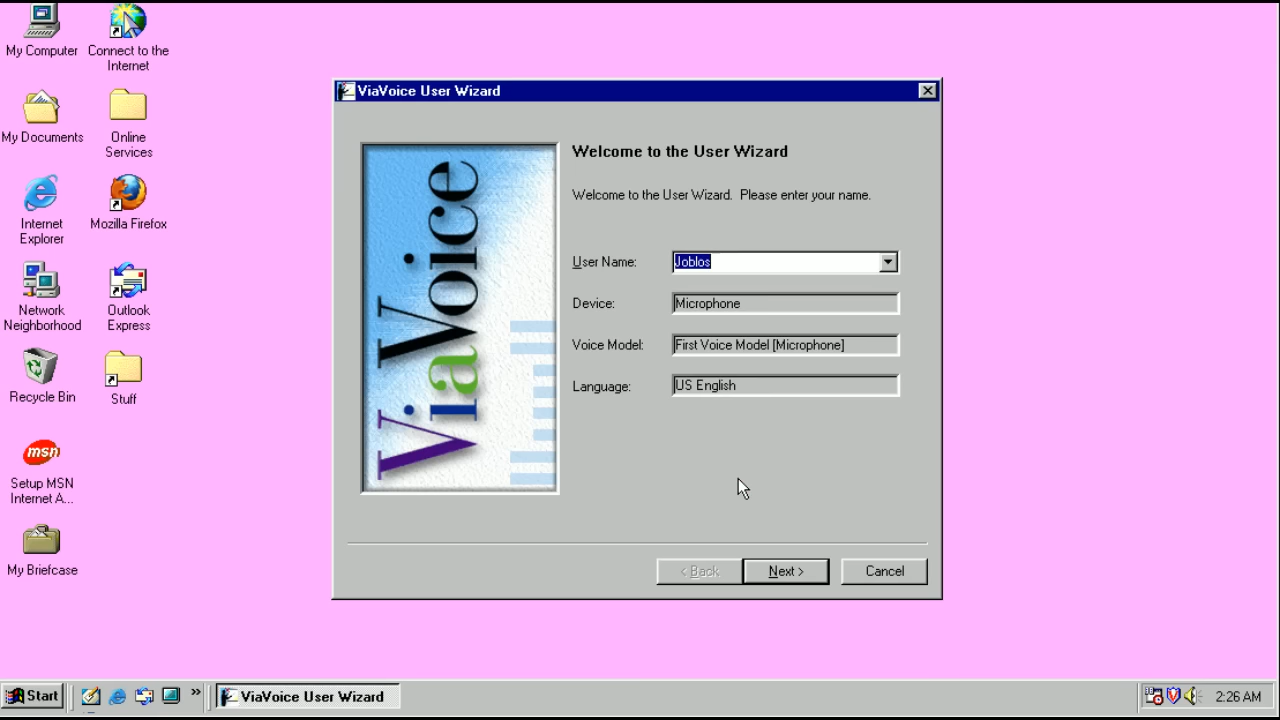 My Computer
Connect to the
Internet
My Documents
Online
Services
Internet
Explorer
Mozilla Firefox
Network
Neighborhood
Outlook
Express
Recycle Bin
Stuff
msn
Setup MSN
Internet A...
My Briefcase
ViaVoice User Wizard
ViaVoice
Welcome to the User Wizard
Welcome to the User Wizard. Please enter your name.
User Name: Joblos
Device: Microphone
Voice Model: First Voice Model [Microphone]
Language: US English
< Back
Next >
Cancel
Start
»
ViaVoice User Wizard
2:26 AM